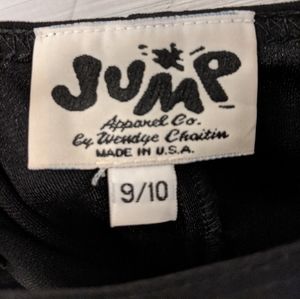 JUMP
Apparel Co.
by Wendye Chaitin
MADE IN U.S.A.
9/10